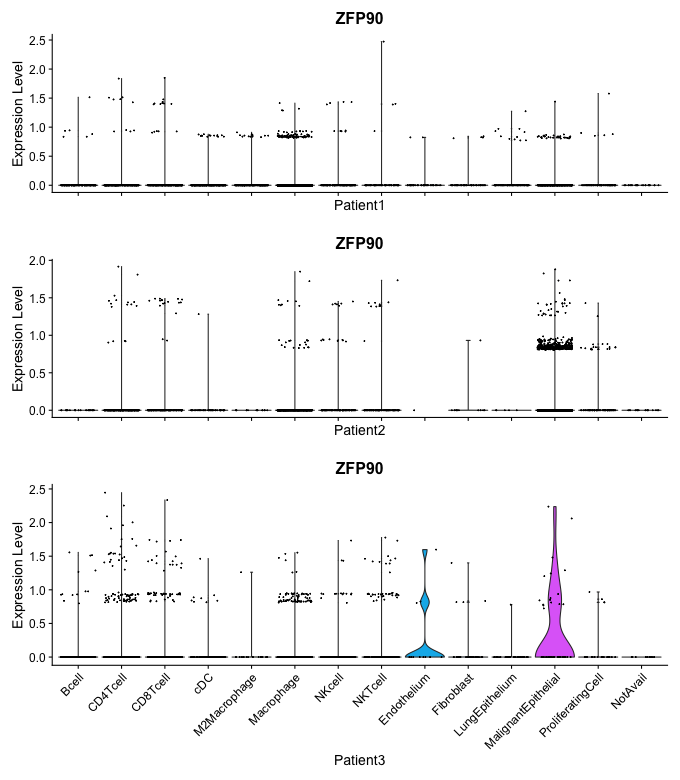 ZFP90
Expression Level
2.5
2.0
1.5
1.0
0.5
0.0
Patient1
ZFP90
Expression Level
2.0
1.5
1.0
0.5
0.0
Patient2
ZFP90
Expression Level
2.5
2.0
1.5
1.0
0.5
0.0
Bcell
CD4Tcell
CD8Tcell
cDC
M2Macrophage
Macrophage
NKcell
NKTcell
Endothelium
Fibroblast
LungEpithelium
MalignantEpithelial
ProliferatingCell
NotAvail
Patient3